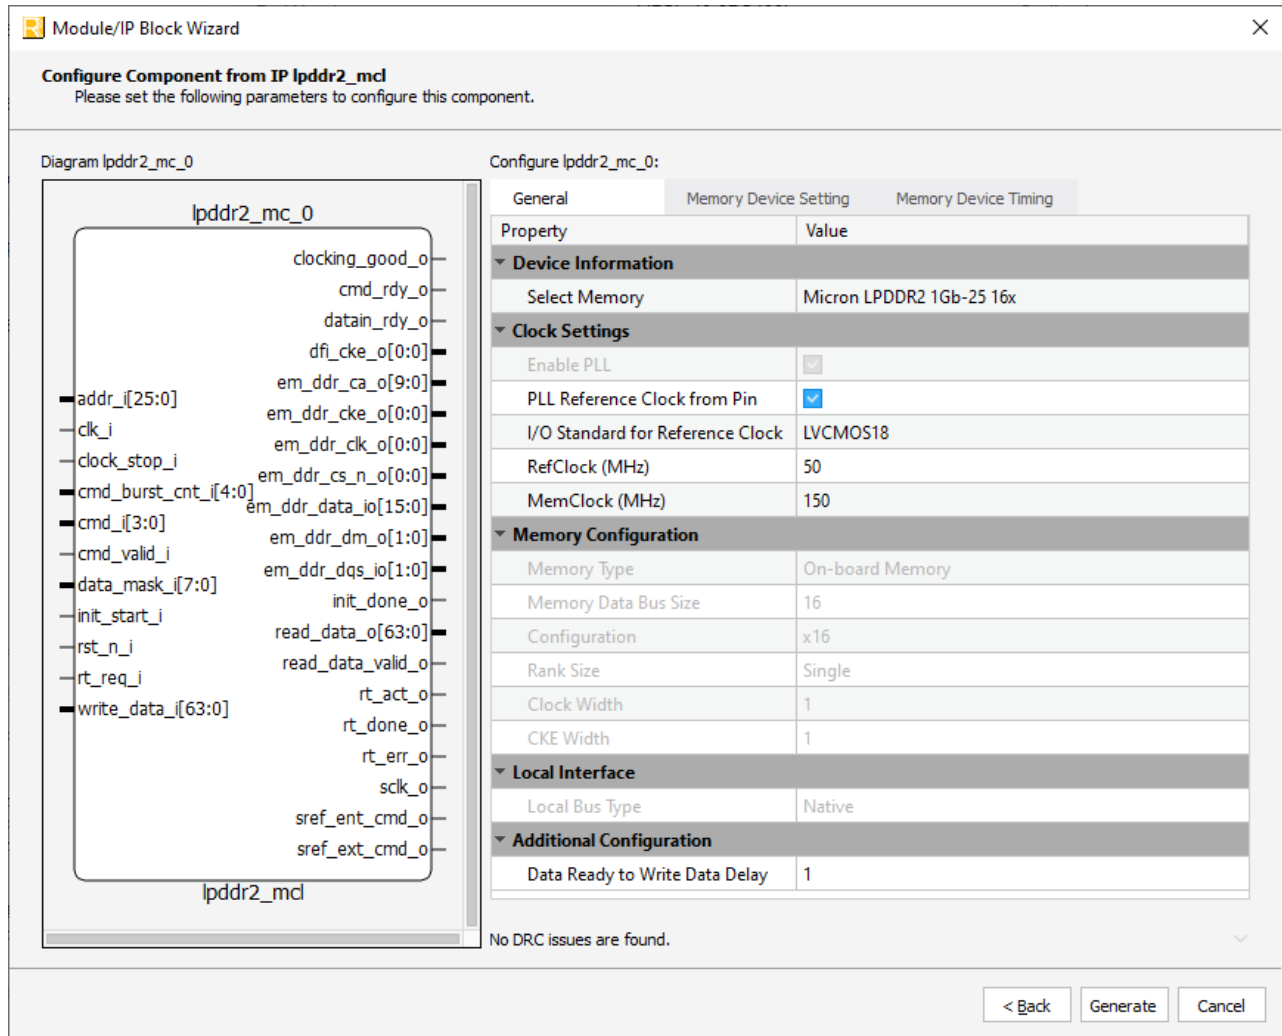 Module/IP Block Wizard
Configure Component from IP lpddr2_mcl
Please set the following parameters to configure this component.
Diagram lpddr2_mc_0
lpddr2_mc_0
addr_i[25:0]
clk_i
clock_stop_i
cmd_burst_cnt_i[4:0]
cmd_i[3:0]
cmd_valid_i
data_mask_i[7:0]
init_start_i
rst_n_i
rt_req_i
write_data_i[63:0]
clocking_good_o
cmd_rdy_o
datain_rdy_o
dfi_cke_o[0:0]
em_ddr_ca_o[9:0]
em_ddr_cke_o[0:0]
em_ddr_clk_o[0:0]
em_ddr_cs_n_o[0:0]
em_ddr_data_io[15:0]
em_ddr_dm_o[1:0]
em_ddr_dqs_io[1:0]
init_done_o
read_data_o[63:0]
read_data_valid_o
rt_act_o
rt_done_o
rt_err_o
sclk_o
sref_ent_cmd_o
sref_ext_cmd_o
lpddr2_mcl
Configure lpddr2_mc_0:
General Memory Device Setting Memory Device Timing
Property Value
Device Information
Select Memory Micron LPDDR2 1Gb-25 16x
Clock Settings
Enable PLL
PLL Reference Clock from Pin
I/O Standard for Reference Clock LVCMOS18
RefClock (MHz) 50
MemClock (MHz) 150
Memory Configuration
Memory Type On-board Memory
Memory Data Bus Size 16
Configuration x16
Rank Size Single
Clock Width 1
CKE Width 1
Local Interface
Local Bus Type Native
Additional Configuration
Data Ready to Write Data Delay 1
No DRC issues are found.
< Back Generate Cancel